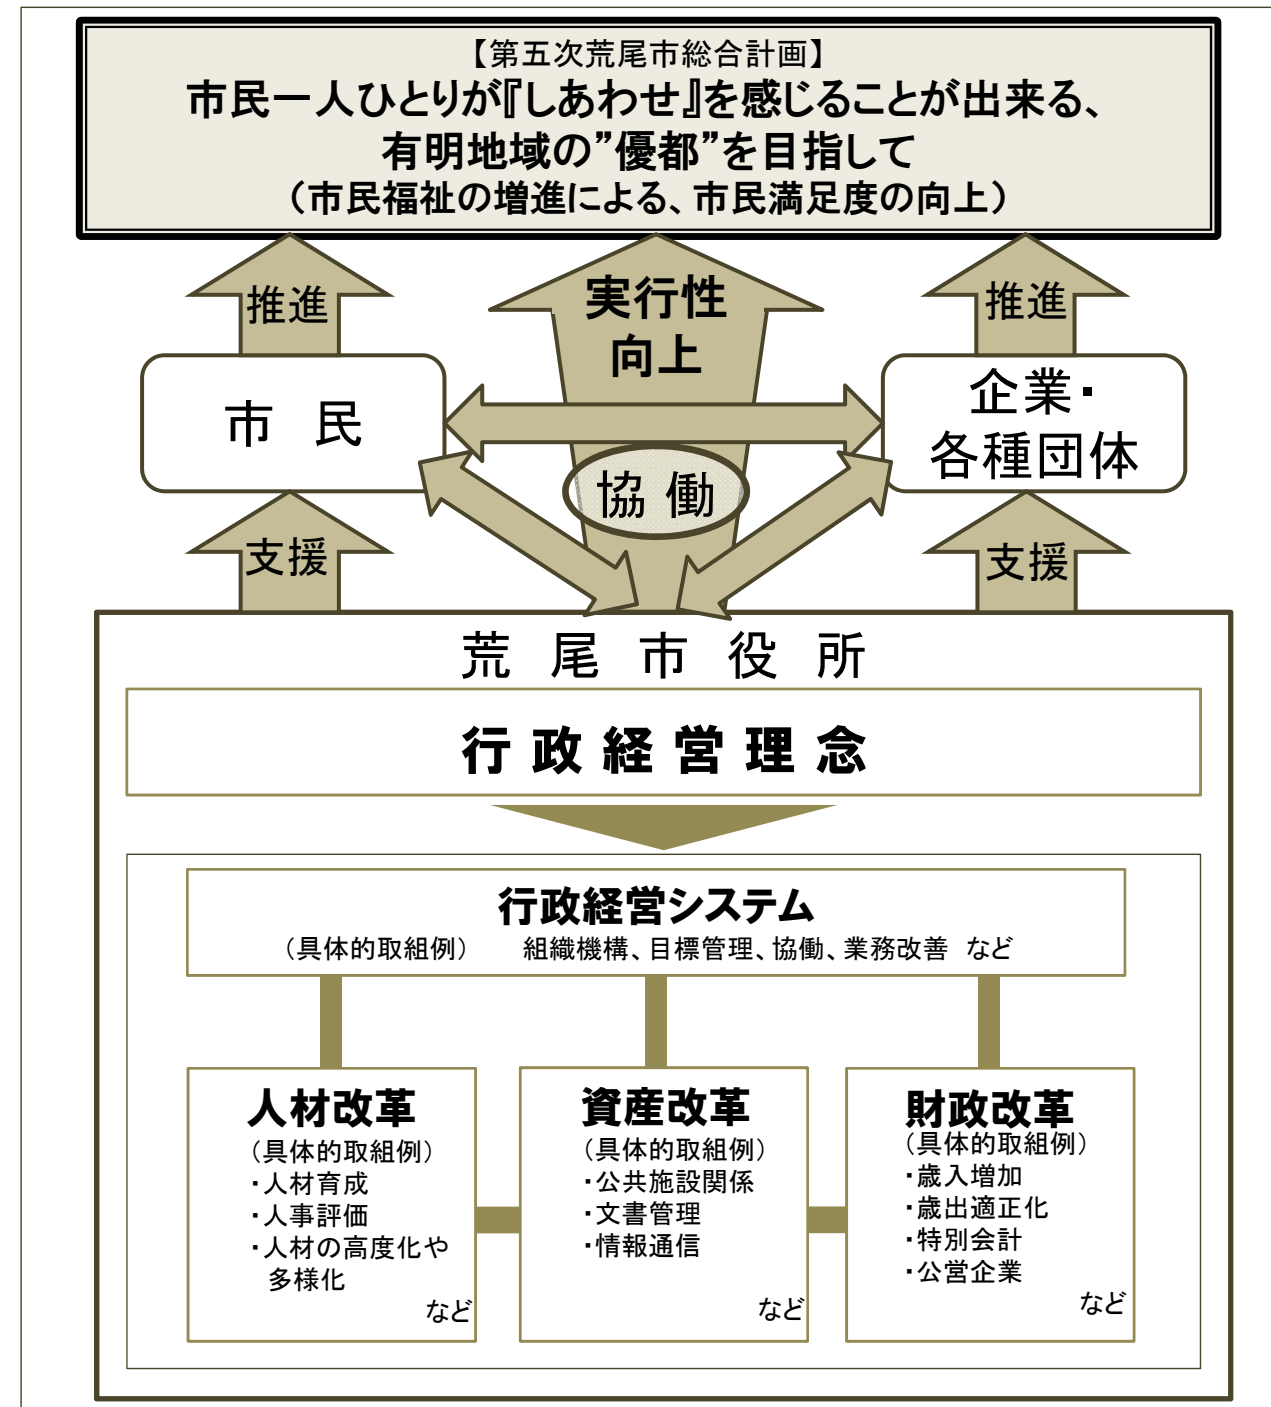 【第五次荒尾市総合計画】
市民一人ひとりが『しあわせ』を感じることが出来る、
有明地域の”優都”を目指して
（市民福祉の増進による、市民満足度の向上）
推進
実行性
向上
推進
市 民
企業・
各種団体
協 働
支援
支援
荒 尾 市 役 所
行 政 経 営 理 念
行政経営システム
（具体的取組例） 組織機構、目標管理、協働、業務改善 など
人材改革
（具体的取組例）
・人材育成
・人事評価
・人材の高度化や
多様化
など
資産改革
（具体的取組例）
・公共施設関係
・文書管理
・情報通信
など
財政改革
（具体的取組例）
・歳入増加
・歳出適正化
・特別会計
・公営企業
など